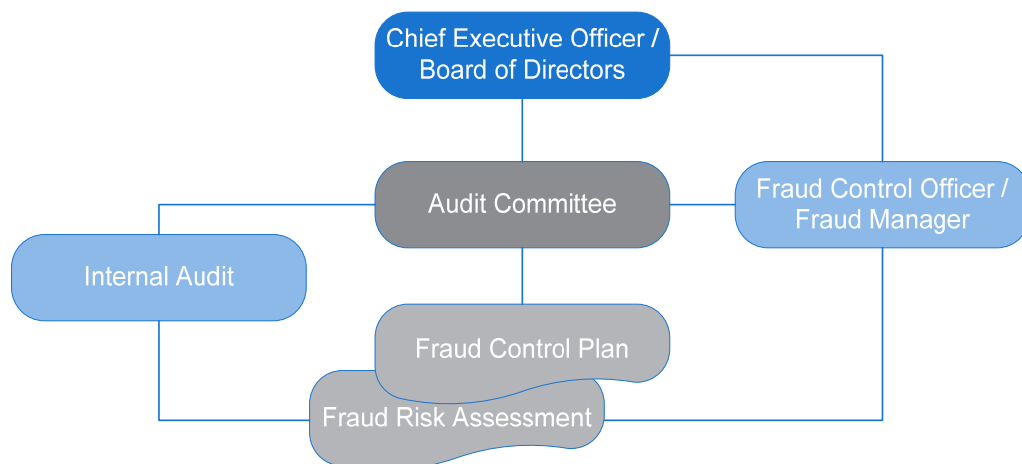 Chief Executive Officer /
Board of Directors
Audit Committee
Fraud Control Officer /
Fraud Manager
Internal Audit
Fraud Control Plan
Fraud Risk Assessment